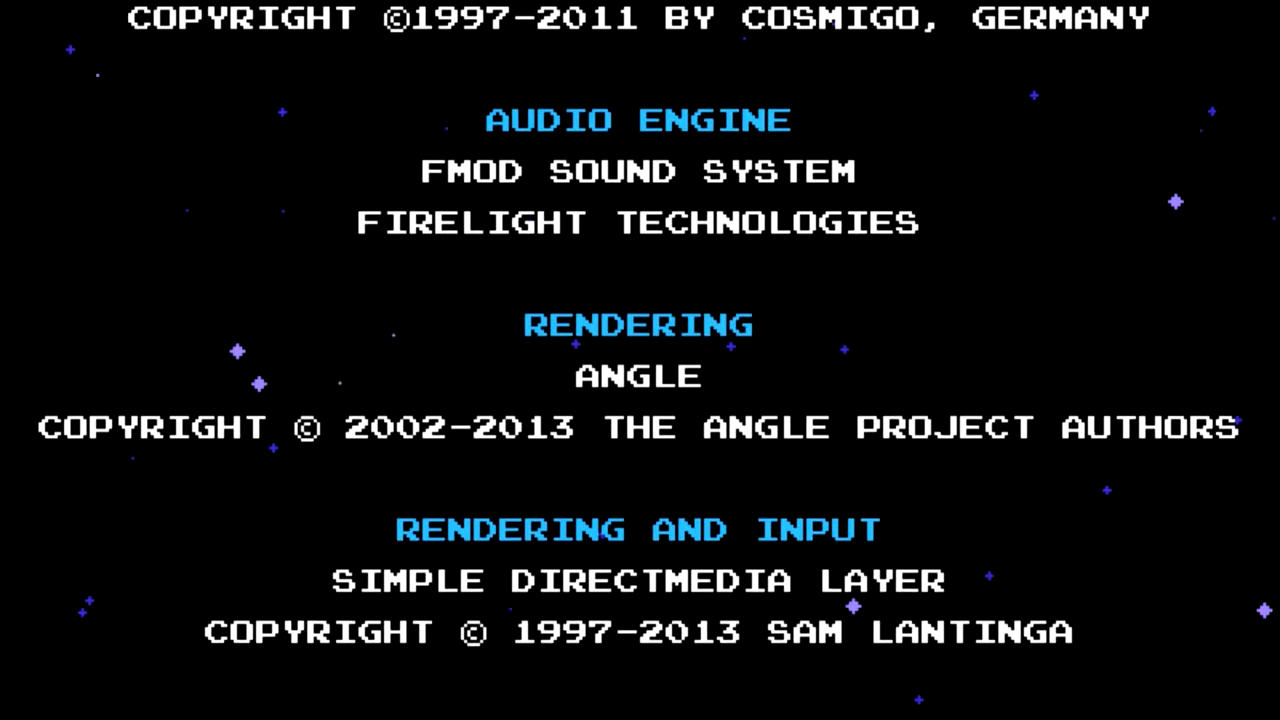 COPYRIGHT ©1997-2011 BY COSMIGO, GERMANY
AUDIO ENGINE
FMOD SOUND SYSTEM
FIRELIGHT TECHNOLOGIES
RENDERING
ANGLE
COPYRIGHT © 2002-2013 THE ANGLE PROJECT AUTHORS
RENDERING AND INPUT
SIMPLE DIRECTMEDIA LAYER
COPYRIGHT © 1997-2013 SAM LANTINGA